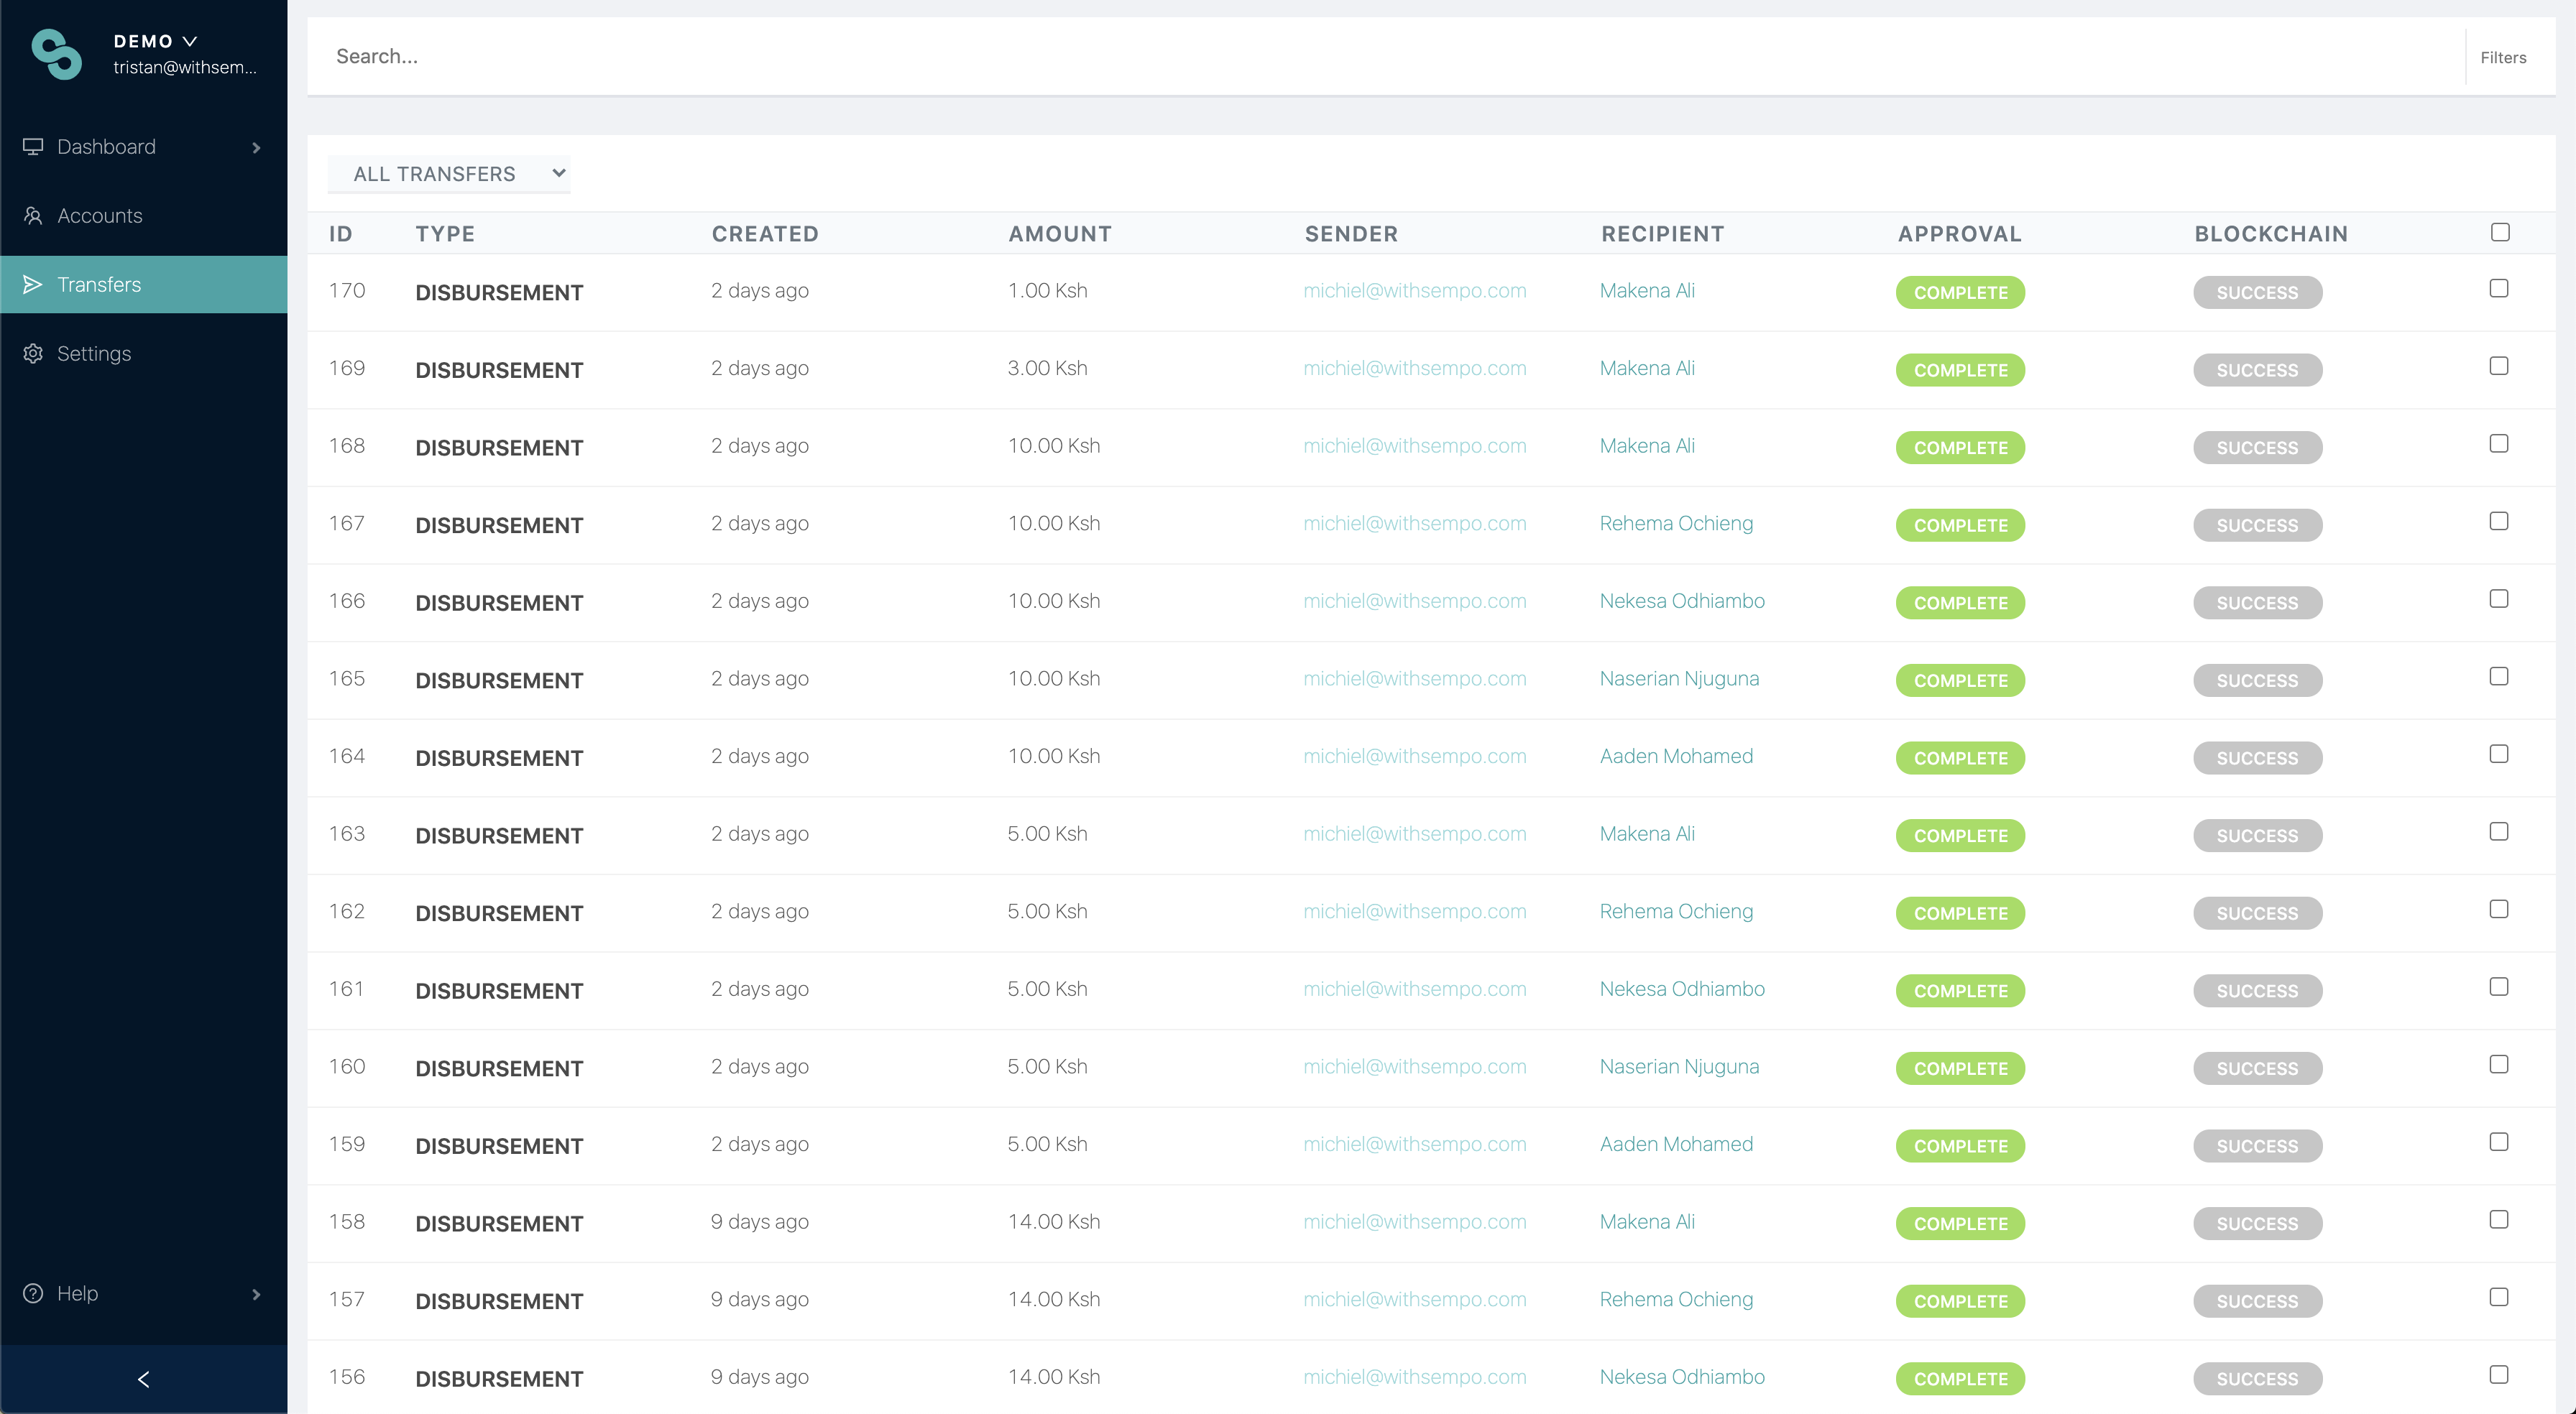 DEMO
tristan@withsem...
Dashboard
Accounts
Transfers
Settings
Help
Search...
Filters
ALL TRANSFERS
ID TYPE CREATED AMOUNT SENDER RECIPIENT APPROVAL BLOCKCHAIN
170 DISBURSEMENT 2 days ago 1.00 Ksh michiel@withsempo.com Makena Ali COMPLETE SUCCESS
169 DISBURSEMENT 2 days ago 3.00 Ksh michiel@withsempo.com Makena Ali COMPLETE SUCCESS
168 DISBURSEMENT 2 days ago 10.00 Ksh michiel@withsempo.com Makena Ali COMPLETE SUCCESS
167 DISBURSEMENT 2 days ago 10.00 Ksh michiel@withsempo.com Rehema Ochieng COMPLETE SUCCESS
166 DISBURSEMENT 2 days ago 10.00 Ksh michiel@withsempo.com Nekesa Odhiambo COMPLETE SUCCESS
165 DISBURSEMENT 2 days ago 10.00 Ksh michiel@withsempo.com Naserian Njuguna COMPLETE SUCCESS
164 DISBURSEMENT 2 days ago 10.00 Ksh michiel@withsempo.com Aaden Mohamed COMPLETE SUCCESS
163 DISBURSEMENT 2 days ago 5.00 Ksh michiel@withsempo.com Makena Ali COMPLETE SUCCESS
162 DISBURSEMENT 2 days ago 5.00 Ksh michiel@withsempo.com Rehema Ochieng COMPLETE SUCCESS
161 DISBURSEMENT 2 days ago 5.00 Ksh michiel@withsempo.com Nekesa Odhiambo COMPLETE SUCCESS
160 DISBURSEMENT 2 days ago 5.00 Ksh michiel@withsempo.com Naserian Njuguna COMPLETE SUCCESS
159 DISBURSEMENT 2 days ago 5.00 Ksh michiel@withsempo.com Aaden Mohamed COMPLETE SUCCESS
158 DISBURSEMENT 9 days ago 14.00 Ksh michiel@withsempo.com Makena Ali COMPLETE SUCCESS
157 DISBURSEMENT 9 days ago 14.00 Ksh michiel@withsempo.com Rehema Ochieng COMPLETE SUCCESS
156 DISBURSEMENT 9 days ago 14.00 Ksh michiel@withsempo.com Nekesa Odhiambo COMPLETE SUCCESS